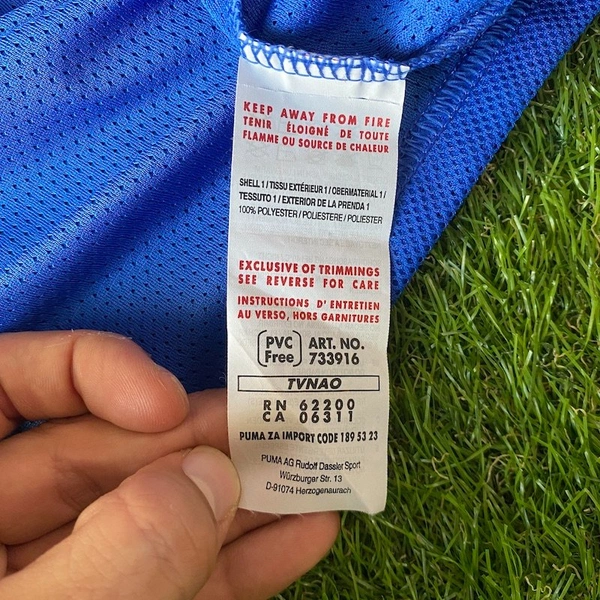 KEEP AWAY FROM FIRE
TENIR ÉLOIGNÉ DE TOUTE
FLAMME OU SOURCE DE CHALEUR
SHELL 1 / TISSU EXTÉRIEUR 1 / OBERMATERIAL 1 /
TESSUTO 1 / EXTERIOR DE LA PRENDA 1
100% POLYESTER / POLIESTERE / POLIESTER
EXCLUSIVE OF TRIMMINGS
SEE REVERSE FOR CARE
INSTRUCTIONS D'ENTRETIEN
AU VERSO, HORS GARNITURES
PVC Free ART. NO.
733916
TVNAO
RN 62200
CA 06311
PUMA ZA IMPORT CODE 189 53 23
PUMA AG Rudolf Dassler Sport
Würzburger Str. 13
D-91074 Herzogenaurach